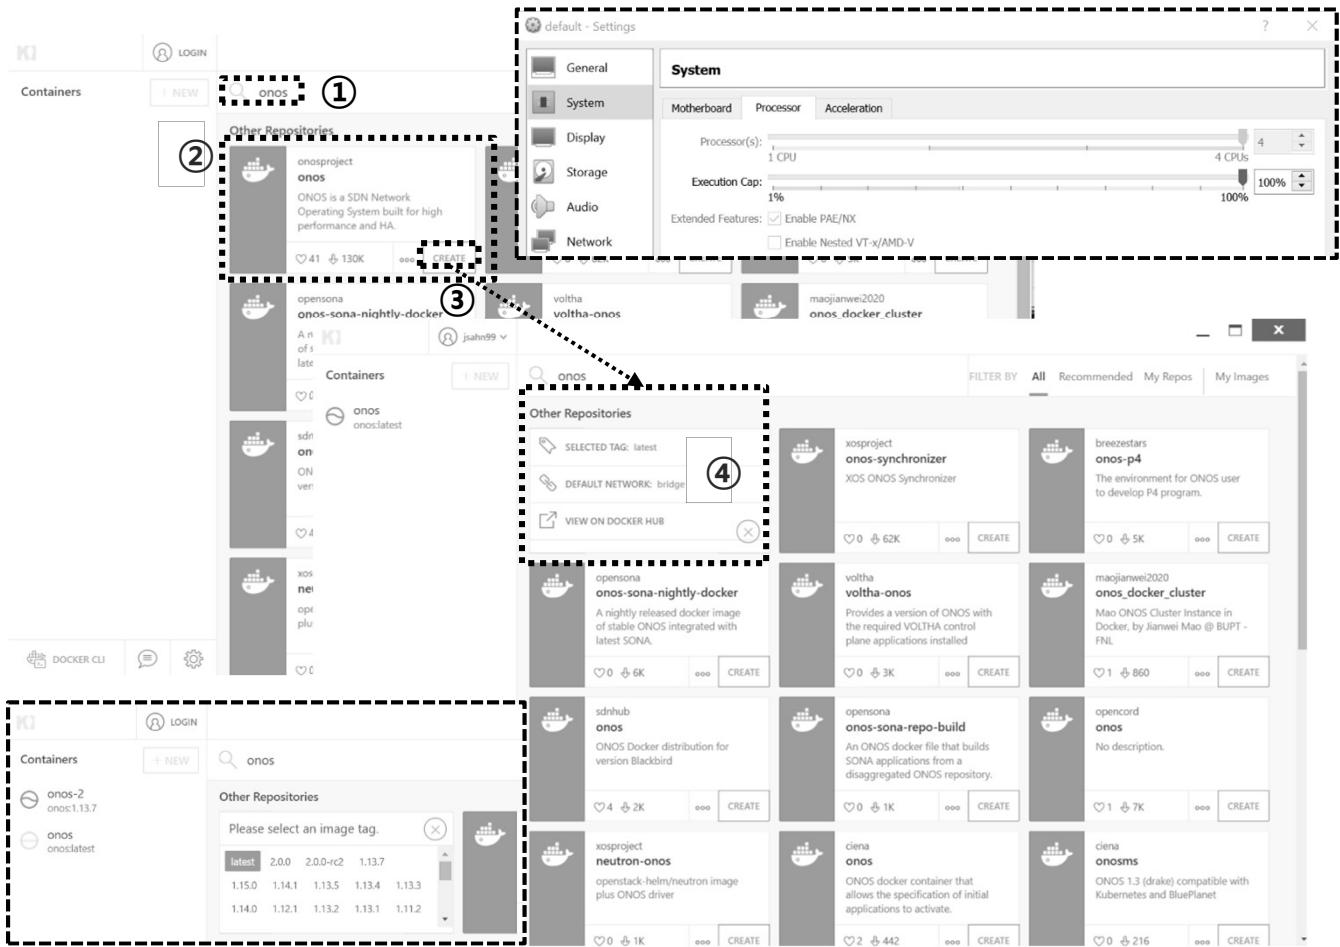 LOGIN
Containers
+ NEW
onos
①
Other Repositories
②
onosproject
onos
ONOS is a SDN Network
Operating System built for high
performance and HA.
41 130K
CREATE
③
opensona
onos-sona-nightly-docker
voltha
voltha-onos
maojianwei2020
onos_docker_cluster
DOCKER CLI
default - Settings
?
General
System
Display
Storage
Audio
Network
System
Motherboard Processor Acceleration
Processor(s):
4
1 CPU 4 CPUs
Execution Cap:
100%
1% 100%
Extended Features:
Enable PAE/NX
Enable Nested VT-x/AMD-V
jsahn99
Containers
+ NEW
onos
onos:latest
onos
FILTER BY All Recommended My Repos My Images
Other Repositories
SELECTED TAG: latest
DEFAULT NETWORK: bridge
④
VIEW ON DOCKER HUB
xosproject
onos-synchronizer
XOS ONOS Synchronizer
0 62K
CREATE
breezestars
onos-p4
The environment for ONOS user
to develop P4 program.
0 5K
CREATE
opensona
onos-sona-nightly-docker
A nightly released docker image
of stable ONOS integrated with
latest SONA.
0 6K
CREATE
voltha
voltha-onos
Provides a version of ONOS with
the required VOLTHA control
plane applications installed
0 3K
CREATE
maojianwei2020
onos_docker_cluster
Mao ONOS Cluster Instance in
Docker, by Jianwei Mao @ BUPT -
FNL
1 860
CREATE
sdnhub
onos
ONOS Docker distribution for
version Blackbird
4 2K
CREATE
opensona
onos-sona-repo-build
An ONOS docker file that builds
SONA applications from a
disaggregated ONOS repository.
0 1K
CREATE
opencord
onos
No description.
1 7K
CREATE
xosproject
neutron-onos
openstack-helm/neutron image
plus ONOS driver
0 1K
CREATE
ciena
onos
ONOS docker container that
allows the specification of initial
applications to activate.
2 442
CREATE
ciena
onosms
ONOS 1.3 (drake) compatible with
Kubernetes and BluePlanet
0 216
CREATE
LOGIN
Containers
+ NEW
onos
onos-2
onos:1.13.7
onos
onos:latest
Other Repositories
Please select an image tag.
latest 2.0.0 2.0.0-rc2 1.13.7
1.15.0 1.14.1 1.13.5 1.13.4 1.13.3
1.14.0 1.12.1 1.13.2 1.13.1 1.11.2